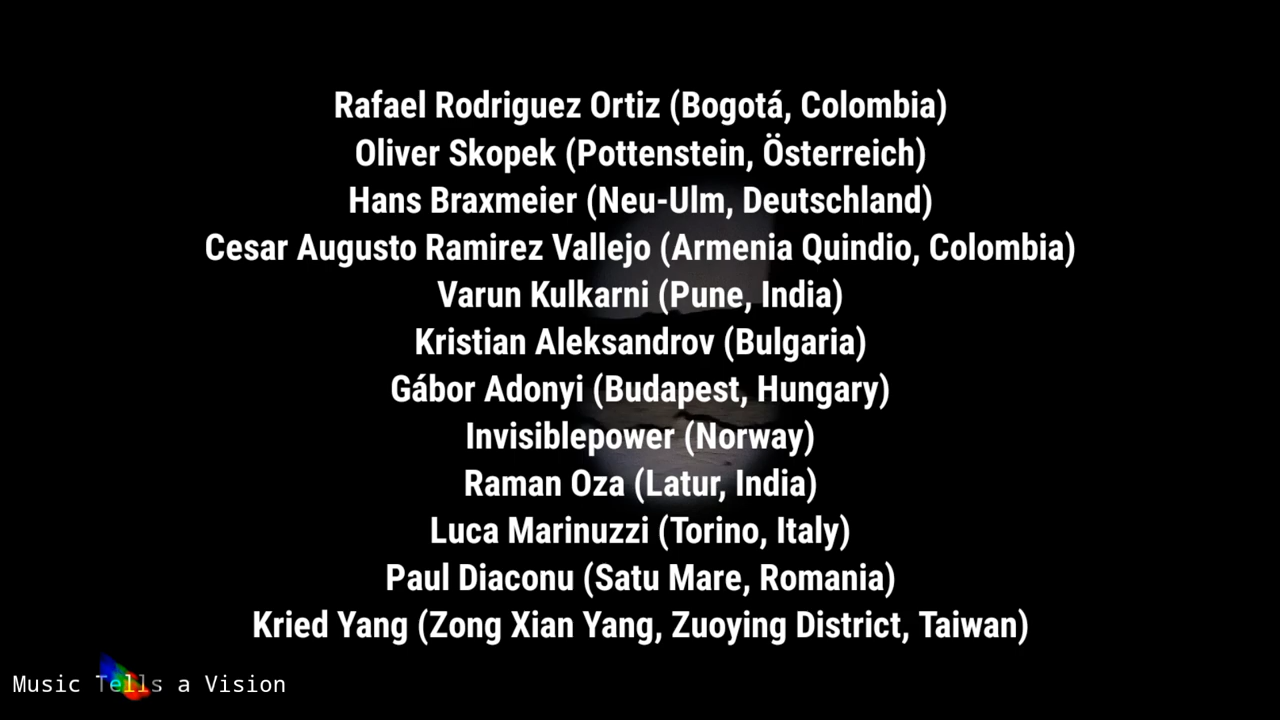 Rafael Rodriguez Ortiz (Bogotá, Colombia)
Oliver Skopek (Pottenstein, Österreich)
Hans Braxmeier (Neu-Ulm, Deutschland)
Cesar Augusto Ramirez Vallejo (Armenia Quindio, Colombia)
Varun Kulkarni (Pune, India)
Kristian Aleksandrov (Bulgaria)
Gábor Adonyi (Budapest, Hungary)
Invisiblepower (Norway)
Raman Oza (Latur, India)
Luca Marinuzzi (Torino, Italy)
Paul Diaconu (Satu Mare, Romania)
Kried Yang (Zong Xian Yang, Zuoying District, Taiwan)
Music Tells a Vision